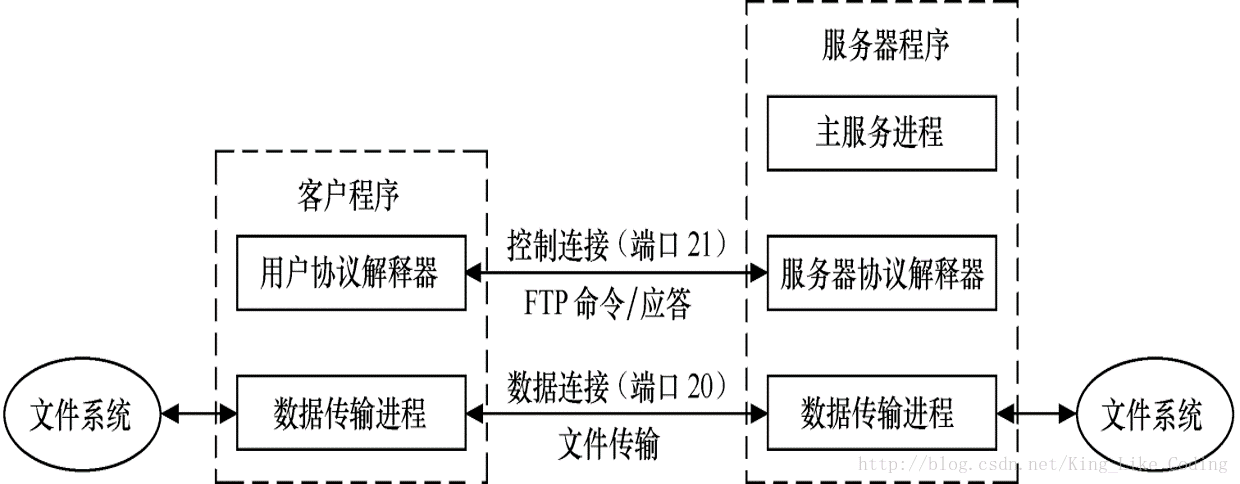 服务器程序
主服务进程
客户程序
用户协议解释器
控制连接(端口 21)
FTP 命令/应答
服务器协议解释器
文件系统
数据传输进程
数据连接(端口 20)
文件传输
数据传输进程
文件系统
http://blog.csdn.net/King_Like_Coding